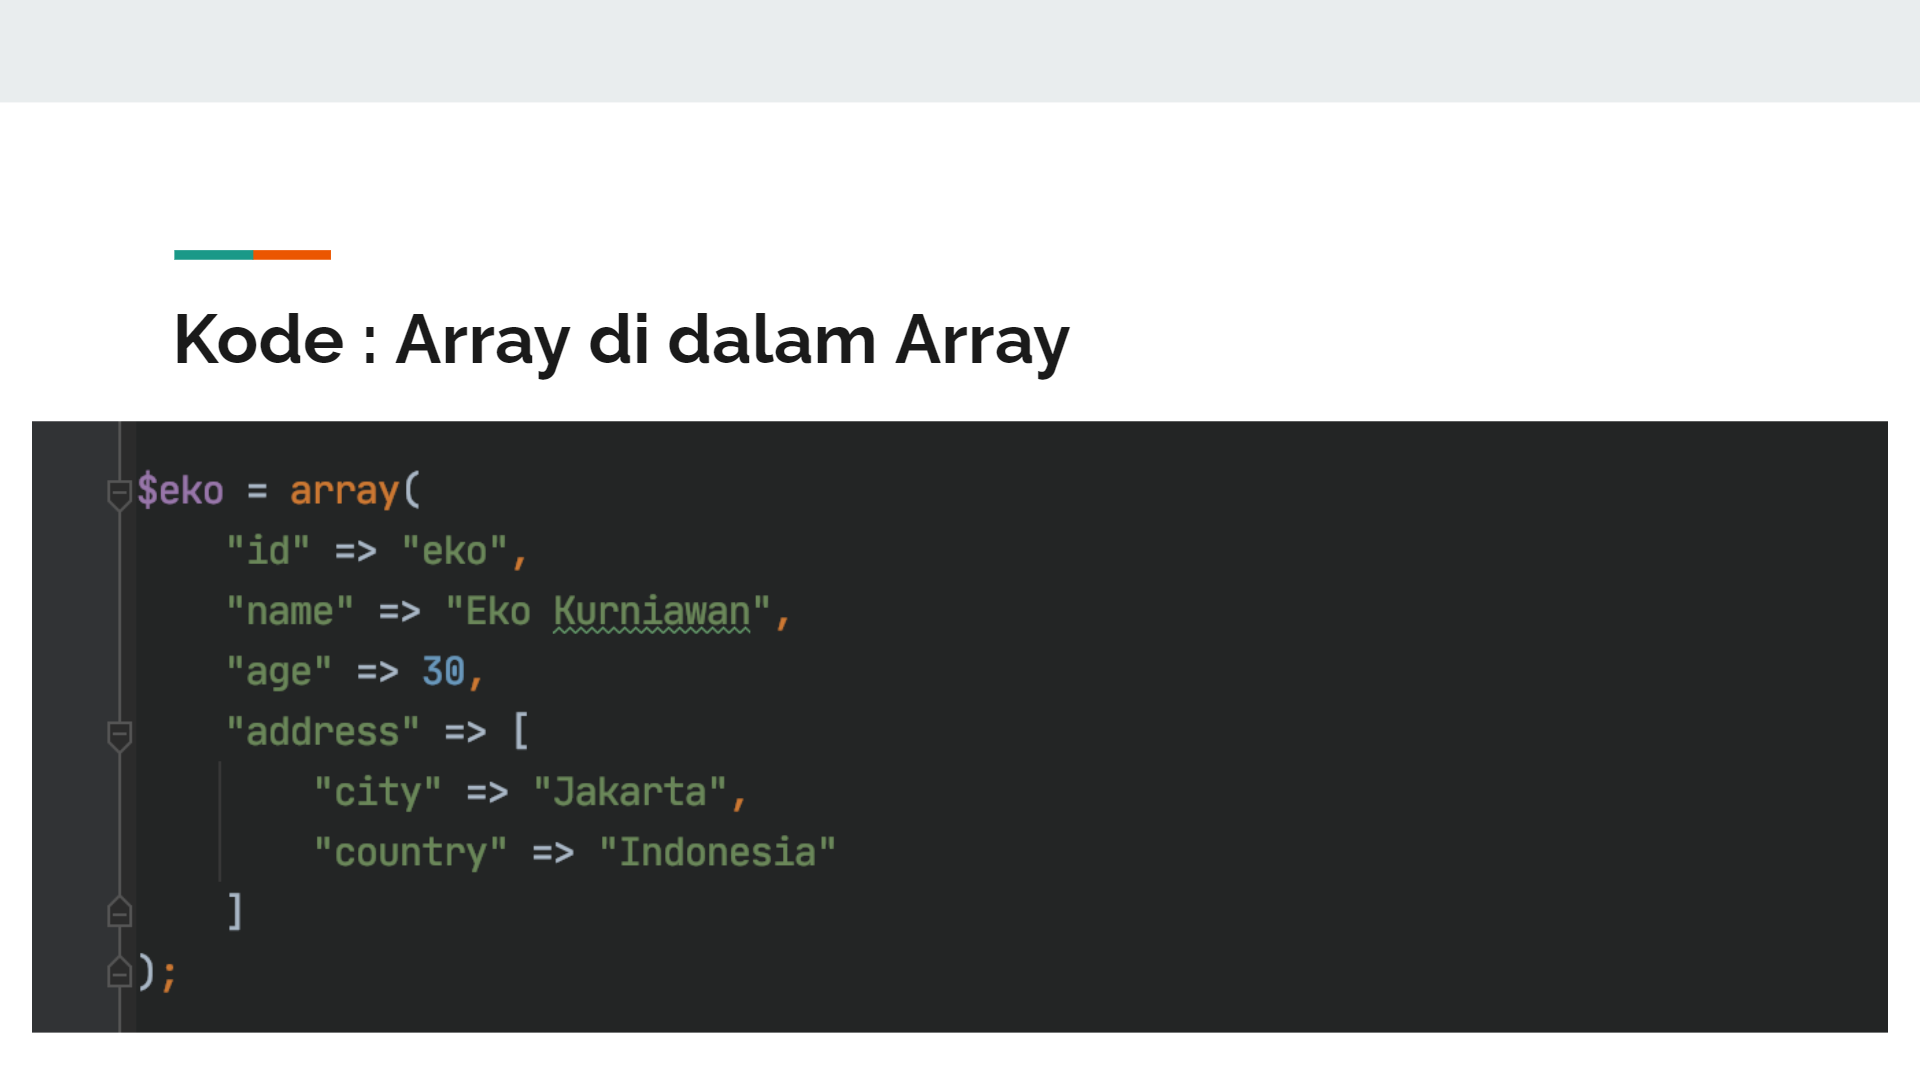 Kode : Array di dalam Array
$eko = array(
    "id" => "eko",
    "name" => "Eko Kurniawan",
    "age" => 30,
    "address" => [
        "city" => "Jakarta",
        "country" => "Indonesia"
    ]
);